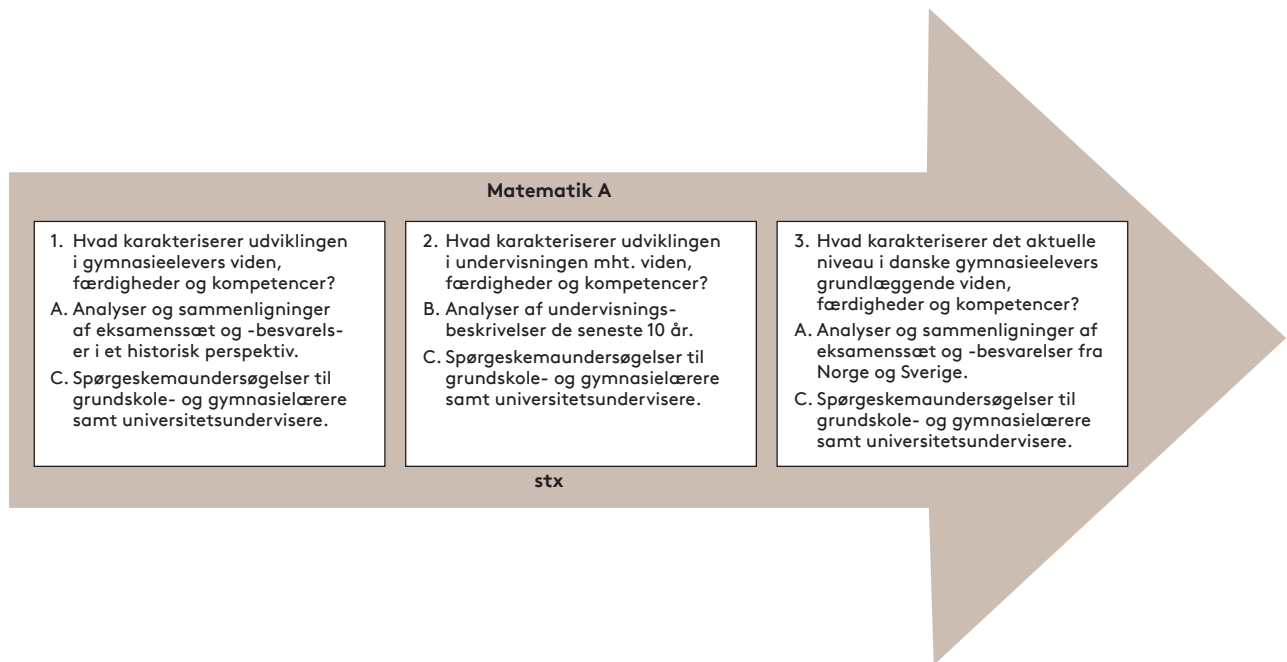 Matematik A
1. Hvad karakteriserer udviklingen
i gymnasieelevers viden,
færdigheder og kompetencer?
A. Analyser og sammenligninger
af eksamenssæt og -besvarels-
er i et historisk perspektiv.
C. Spørgeskemaundersøgelser til
grundskole- og gymnasielærere
samt universitetsundervisere.
2. Hvad karakteriserer udviklingen
i undervisningen mht. viden,
færdigheder og kompetencer?
B. Analyser af undervisnings-
beskrivelser de seneste 10 år.
C. Spørgeskemaundersøgelser til
grundskole- og gymnasielærere
samt universitetsundervisere.
3. Hvad karakteriserer det aktuelle
niveau i danske gymnasieelevers
grundlæggende viden,
færdigheder og kompetencer?
A. Analyser og sammenligninger af
eksamenssæt og -besvarelser fra
Norge og Sverige.
C. Spørgeskemaundersøgelser til
grundskole- og gymnasielærere
samt universitetsundervisere.
stx